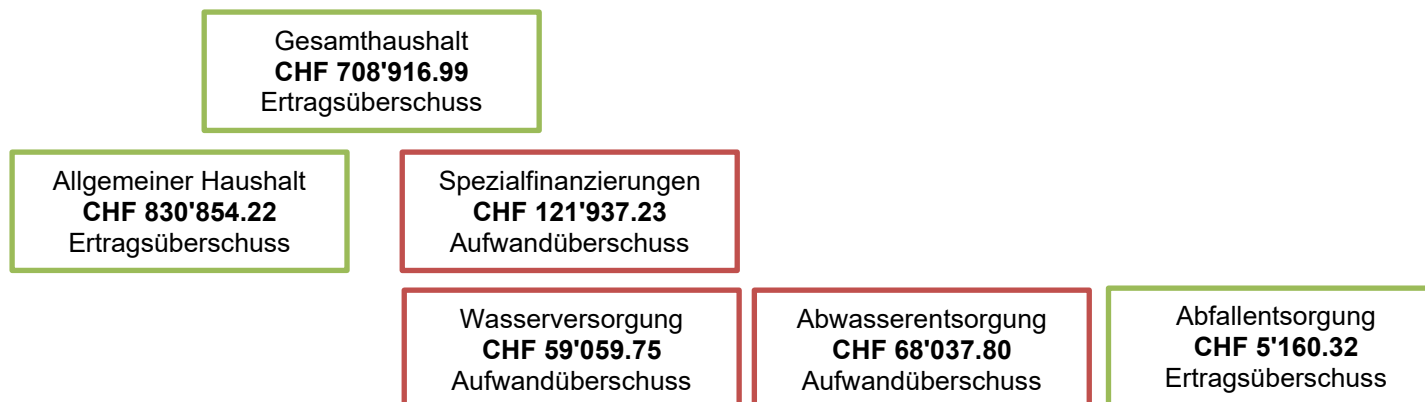 Gesamthaushalt
CHF 708'916.99
Ertragsüberschuss
Allgemeiner Haushalt
CHF 830'854.22
Ertragsüberschuss
Spezialfinanzierungen
CHF 121'937.23
Aufwandüberschuss
Wasserversorgung
CHF 59'059.75
Aufwandüberschuss
Abwasserentsorgung
CHF 68'037.80
Aufwandüberschuss
Abfallentsorgung
CHF 5'160.32
Ertragsüberschuss